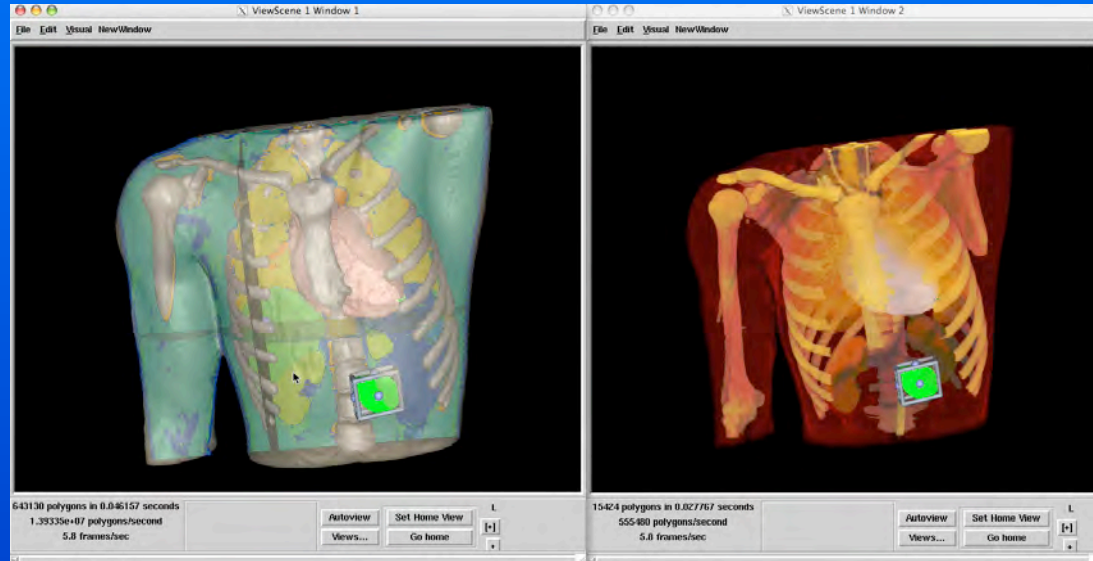 ViewScene 1 Window 1
File Edit Visual NewWindow
643130 polygons in 0.046157 seconds
1.39335e+07 polygons/second
5.8 frames/sec
Autoview
Set Home View
Views...
Go home
L
[+]
+
ViewScene 1 Window 2
File Edit Visual NewWindow
15424 polygons in 0.027767 seconds
555480 polygons/second
5.8 frames/sec
Autoview
Set Home View
Views...
Go home
L
[+]
+